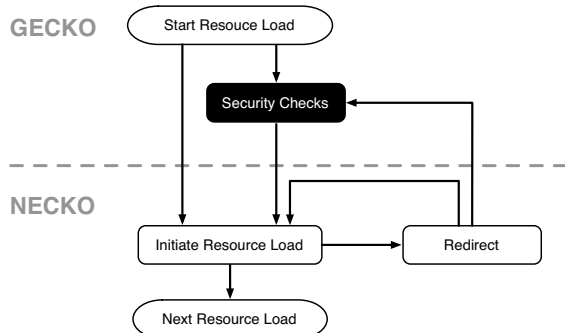 GECKO
Start Resouce Load
Security Checks
NECKO
Initiate Resource Load
Redirect
Next Resource Load